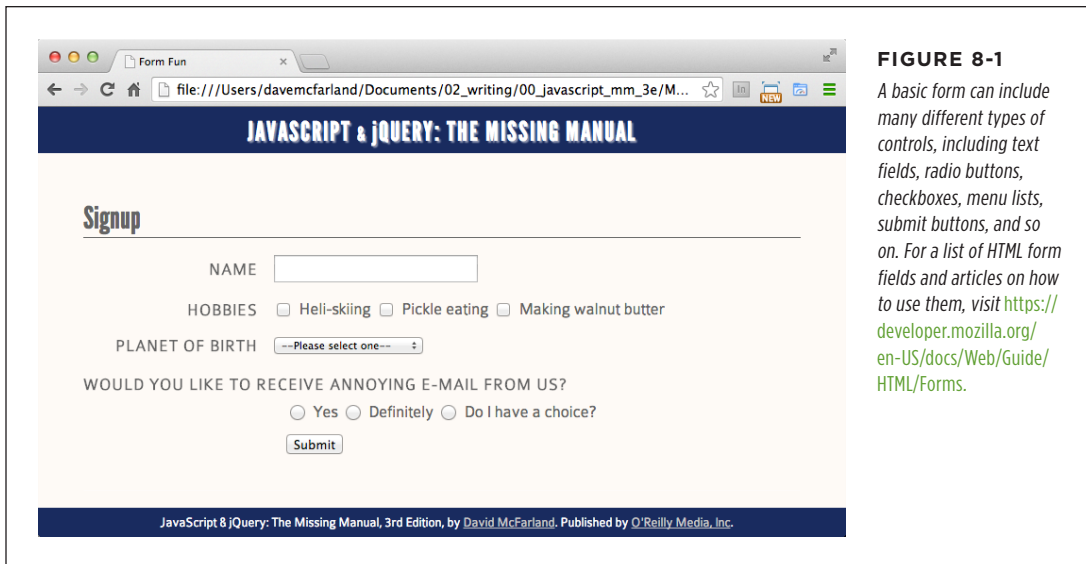 Form Fun
file:///Users/davemcfarland/Documents/02_writing/00_javascript_mm_3e/M...
NEW
JAVASCRIPT & jQUERY: THE MISSING MANUAL
Signup
NAME
HOBBIES Heli-skiing Pickle eating Making walnut butter
PLANET OF BIRTH --Please select one--
WOULD YOU LIKE TO RECEIVE ANNOYING E-MAIL FROM US?
Yes Definitely Do I have a choice?
Submit
JavaScript & jQuery: The Missing Manual, 3rd Edition, by David McFarland. Published by O'Reilly Media, Inc.
FIGURE 8-1
A basic form can include
many different types of
controls, including text
fields, radio buttons,
checkboxes, menu lists,
submit buttons, and so
on. For a list of HTML form
fields and articles on how
to use them, visit https://
developer.mozilla.org/
en-US/docs/Web/Guide/
HTML/Forms.